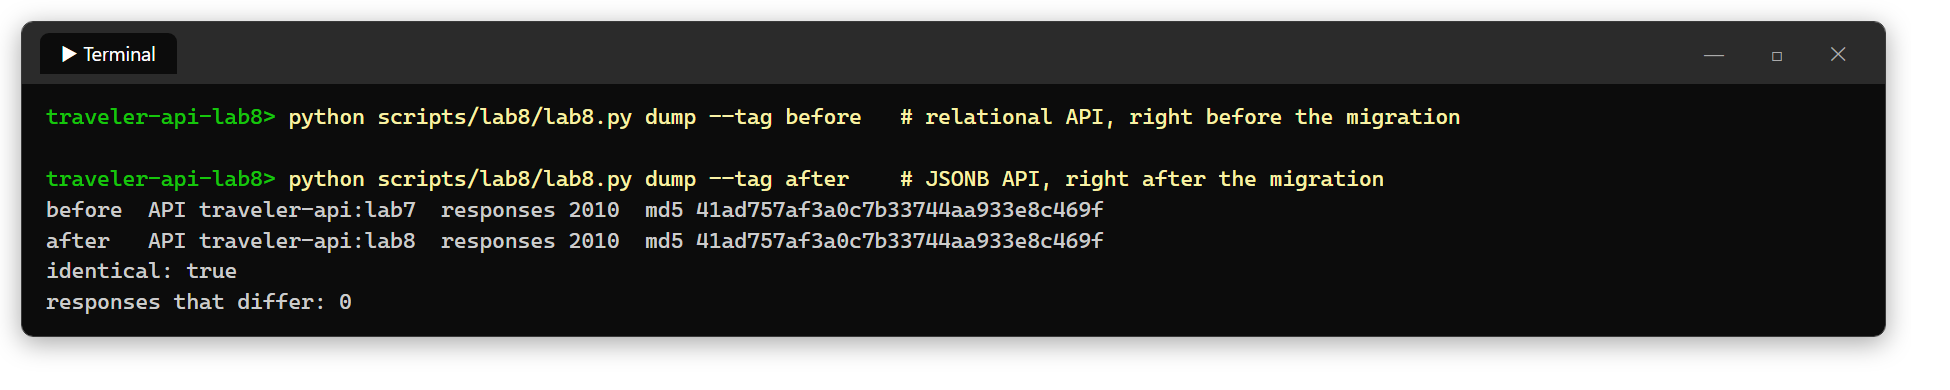 ▶ Terminal
traveler-api-lab8> python scripts/lab8/lab8.py dump --tag before   # relational API, right before the migration
traveler-api-lab8> python scripts/lab8/lab8.py dump --tag after    # JSONB API, right after the migration
before  API traveler-api:lab7  responses 2010  md5 41ad757af3a0c7b33744aa933e8c469f
after   API traveler-api:lab8  responses 2010  md5 41ad757af3a0c7b33744aa933e8c469f
identical: true
responses that differ: 0